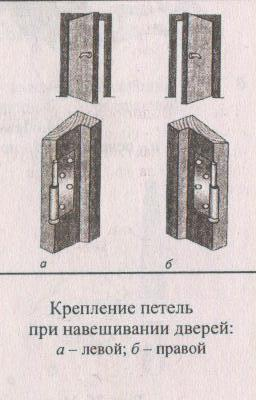 а
б
Крепление петель
при навешивании дверей:
а – левой; б – правой